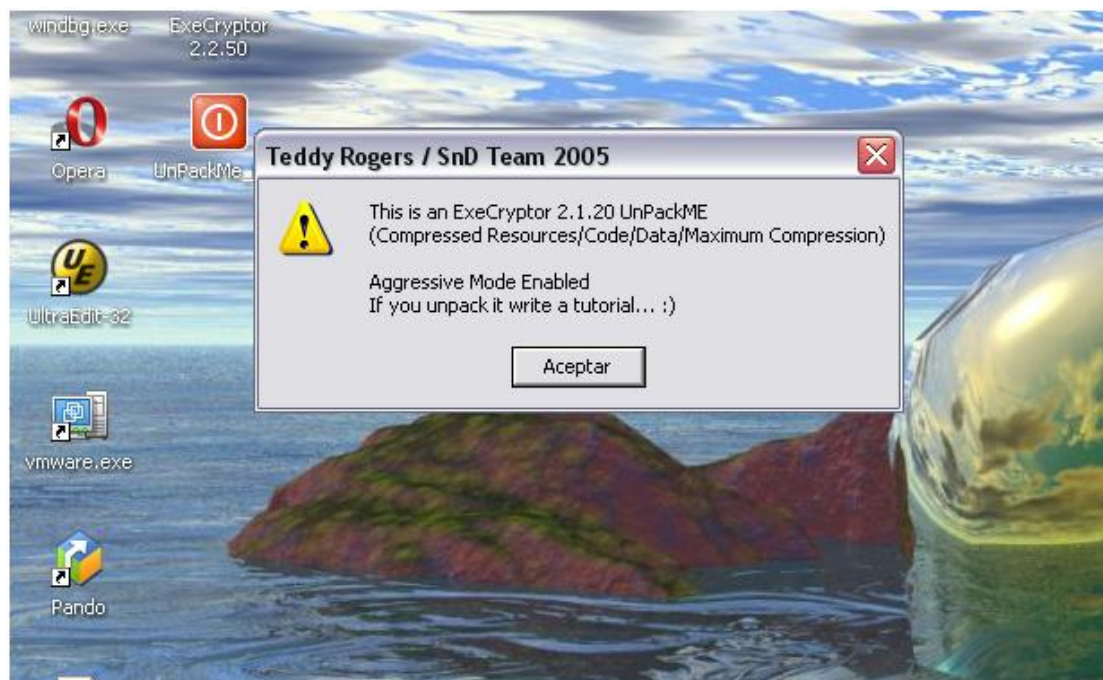 windbg.exe
ExeCryptor
2.2.50
Opera
UnPackMe_
Teddy Rogers / SnD Team 2005
This is an ExeCryptor 2.1.20 UnPackME
(Compressed Resources/Code/Data/Maximum Compression)
Aggressive Mode Enabled
If you unpack it write a tutorial... :)
Aceptar
UE
UltraEdit-32
vmware.exe
Pando